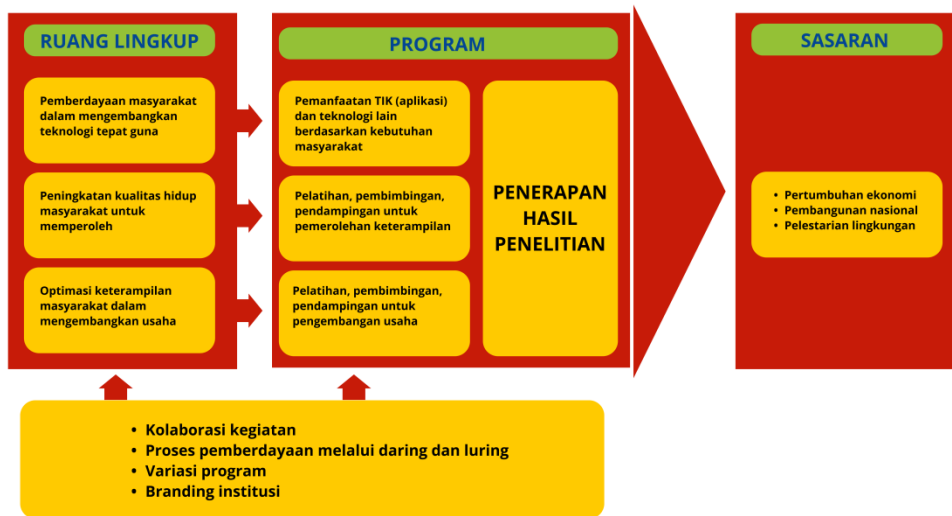 RUANG LINGKUP
Pemberdayaan masyarakat
dalam mengembangkan
teknologi tepat guna
Peningkatan kualitas hidup
masyarakat untuk
memperoleh
Optimasi keterampilan
masyarakat dalam
mengembangkan usaha
PROGRAM
Pemanfaatan TIK (aplikasi)
dan teknologi lain
berdasarkan kebutuhan
masyarakat
Pelatihan, pembimbingan,
pendampingan untuk
pemerolehan keterampilan
Pelatihan, pembimbingan,
pendampingan untuk
pengembangan usaha
PENERAPAN
HASIL
PENELITIAN
SASARAN
• Pertumbuhan ekonomi
• Pembangunan nasional
• Pelestarian lingkungan
• Kolaborasi kegiatan
• Proses pemberdayaan melalui daring dan luring
• Variasi program
• Branding institusi